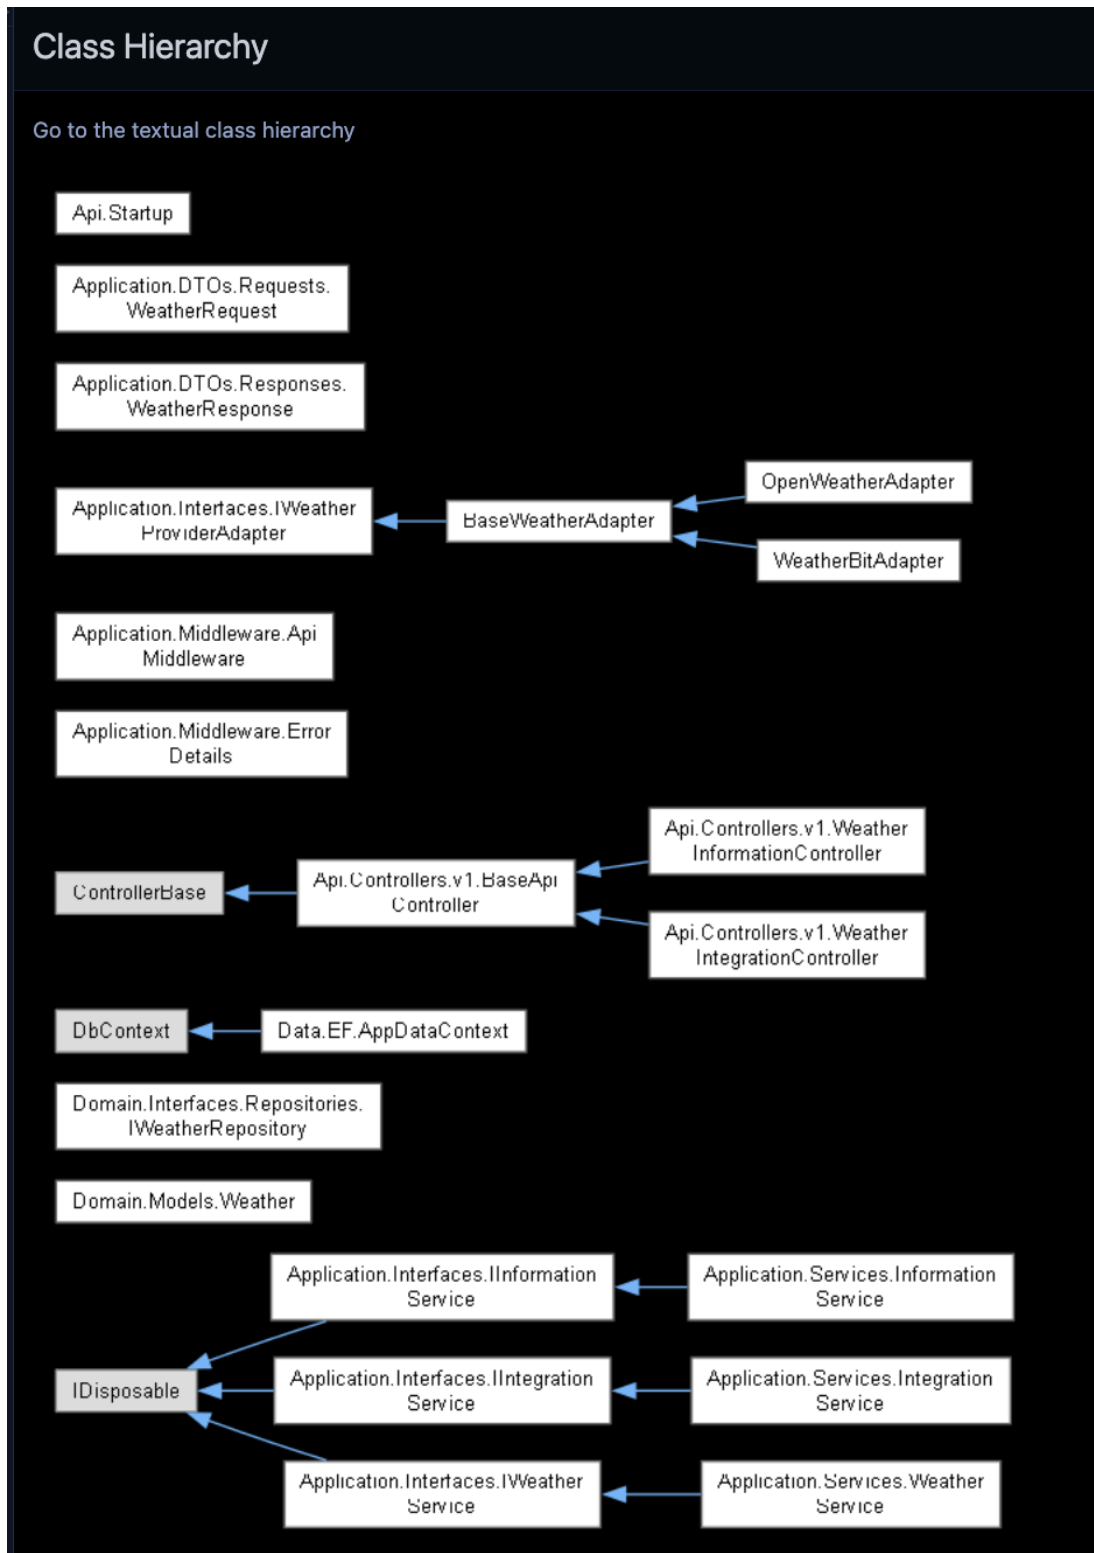 Class Hierarchy
Go to the textual class hierarchy
Api.Startup
Application.DTOs.Requests.
WeatherRequest
Application.DTOs.Responses.
WeatherResponse
Application.Interfaces.IWeather
ProviderAdapter
BaseWeatherAdapter
OpenWeatherAdapter
WeatherBitAdapter
Application.Middleware.Api
Middleware
Application.Middleware.Error
Details
ControllerBase
Api.Controllers.v1.BaseApi
Controller
Api.Controllers.v1.Weather
InformationController
Api.Controllers.v1.Weather
IntegrationController
DbContext
Data.EF.AppDataContext
Domain.Interfaces.Repositories.
IWeatherRepository
Domain.Models.Weather
IDisposable
Application.Interfaces.IInformation
Service
Application.Services.Information
Service
Application.Interfaces.IIntegration
Service
Application.Services.Integration
Service
Application.Interfaces.IWeather
Service
Application.Services.Weather
Service